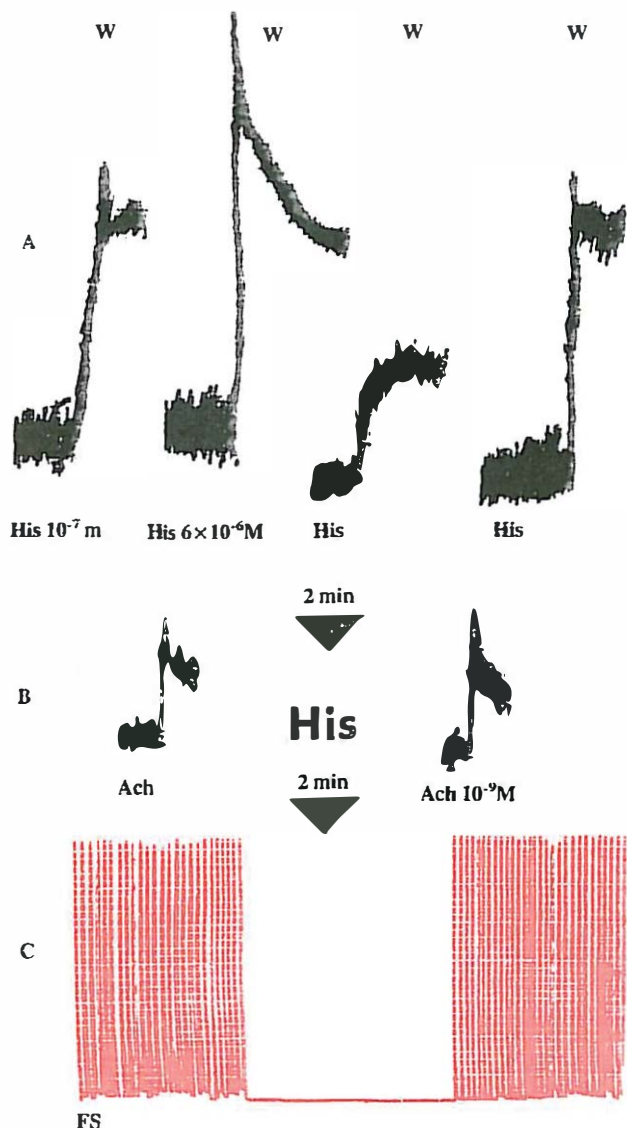 W W W W
A
His 10⁻⁷ m His 6×10⁻⁶M His His
2 min
B
His
Ach Ach 10⁻⁹M
2 min
C
FS